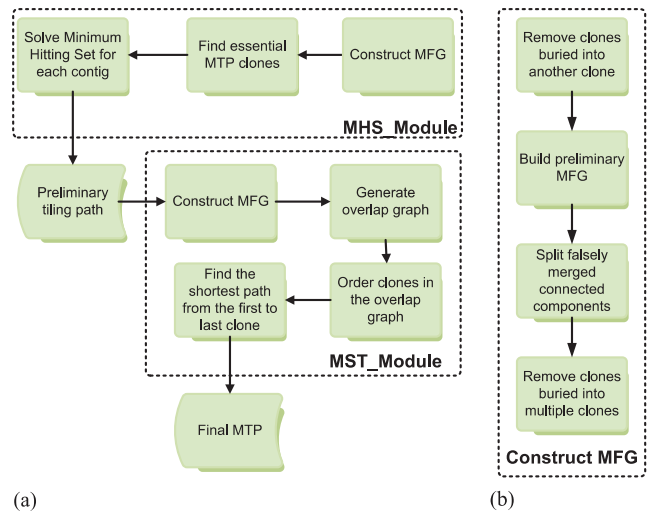 Solve Minimum
Hitting Set for
each contig
Find essential
MTP clones
Construct MFG
MHS_Module
Preliminary
tiling path
Construct MFG
Generate
overlap graph
Find the
shortest path
from the first to
last clone
Order clones in
the overlap
graph
MST_Module
Final MTP
(a)
Remove clones
buried into
another clone
Build preliminary
MFG
Split falsely
merged
connected
components
Remove clones
buried into
multiple clones
Construct MFG
(b)